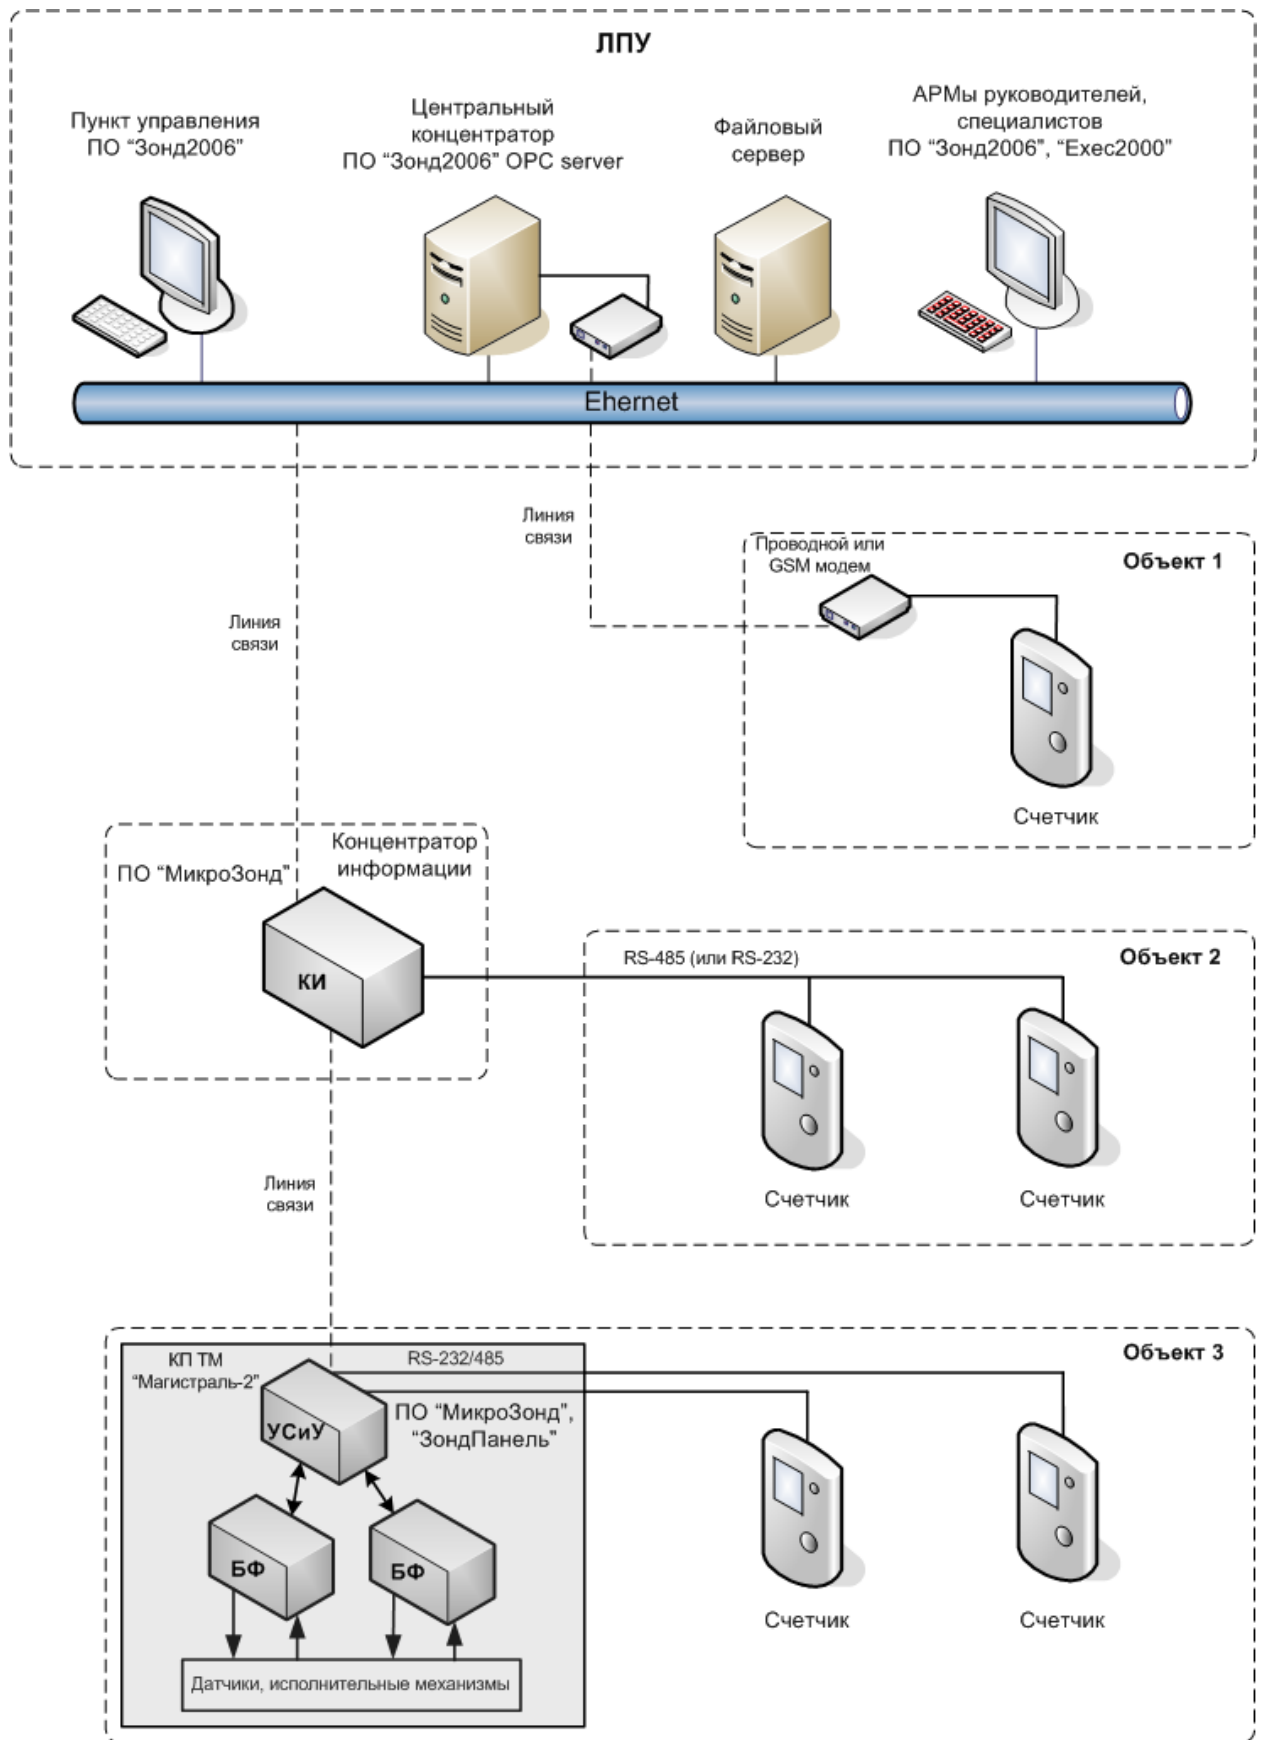 ЛПУ
Пункт управления
ПО “Зонд2006”
Центральный
концентратор
ПО “Зонд2006” OPC server
Файловый
сервер
АРМы руководителей,
специалистов
ПО “Зонд2006”, “Exec2000”
Ehernet
Линия
связи
Линия
связи
Проводной или
GSM модем
Объект 1
Счетчик
Концентратор
информации
ПО “МикроЗонд”
КИ
RS-485 (или RS-232)
Объект 2
Счетчик
Счетчик
Линия
связи
КП ТМ
“Магистраль-2”
RS-232/485
Объект 3
УСиУ
ПО “МикроЗонд”,
“ЗондПанель”
БФ
БФ
Датчики, исполнительные механизмы
Счетчик
Счетчик